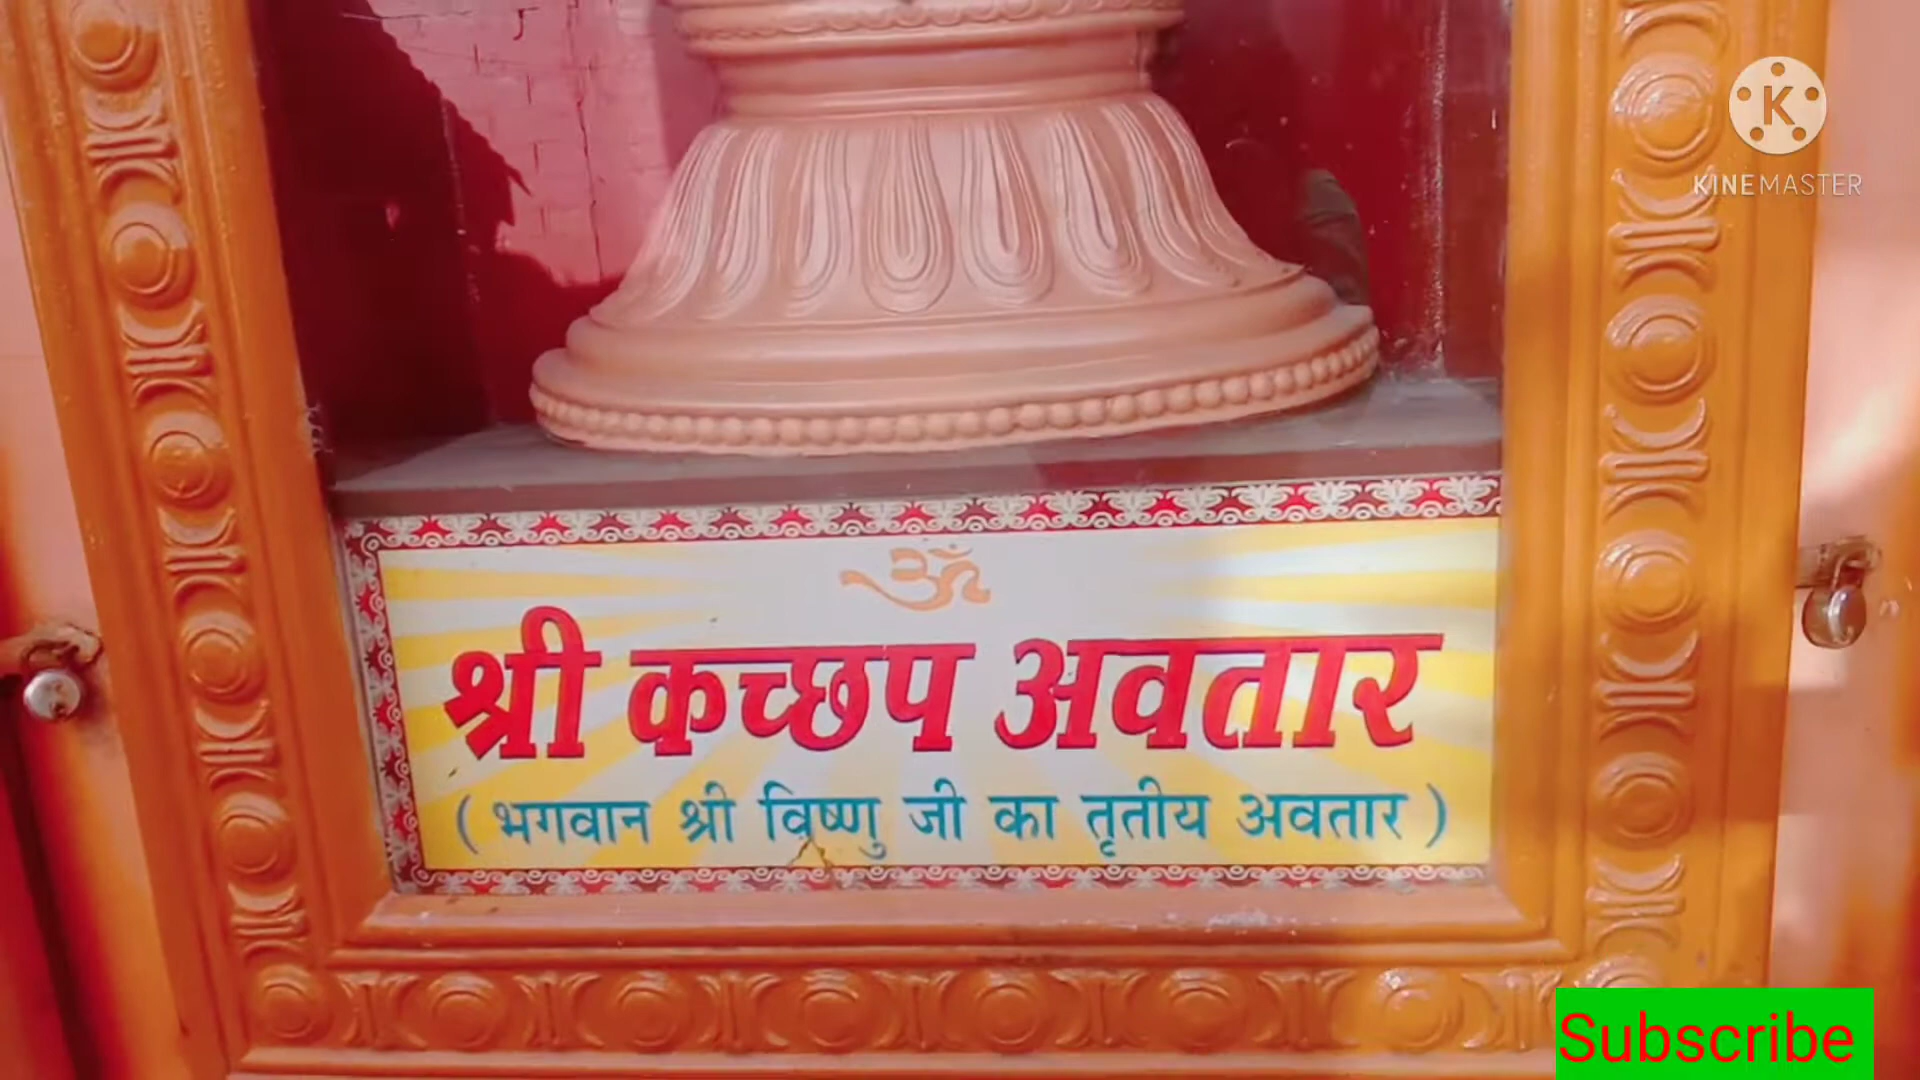 K
KINEMASTER
ॐ
श्री कच्छप अवतार
( भगवान श्री विष्णु जी का तृतीय अवतार )
Subscribe